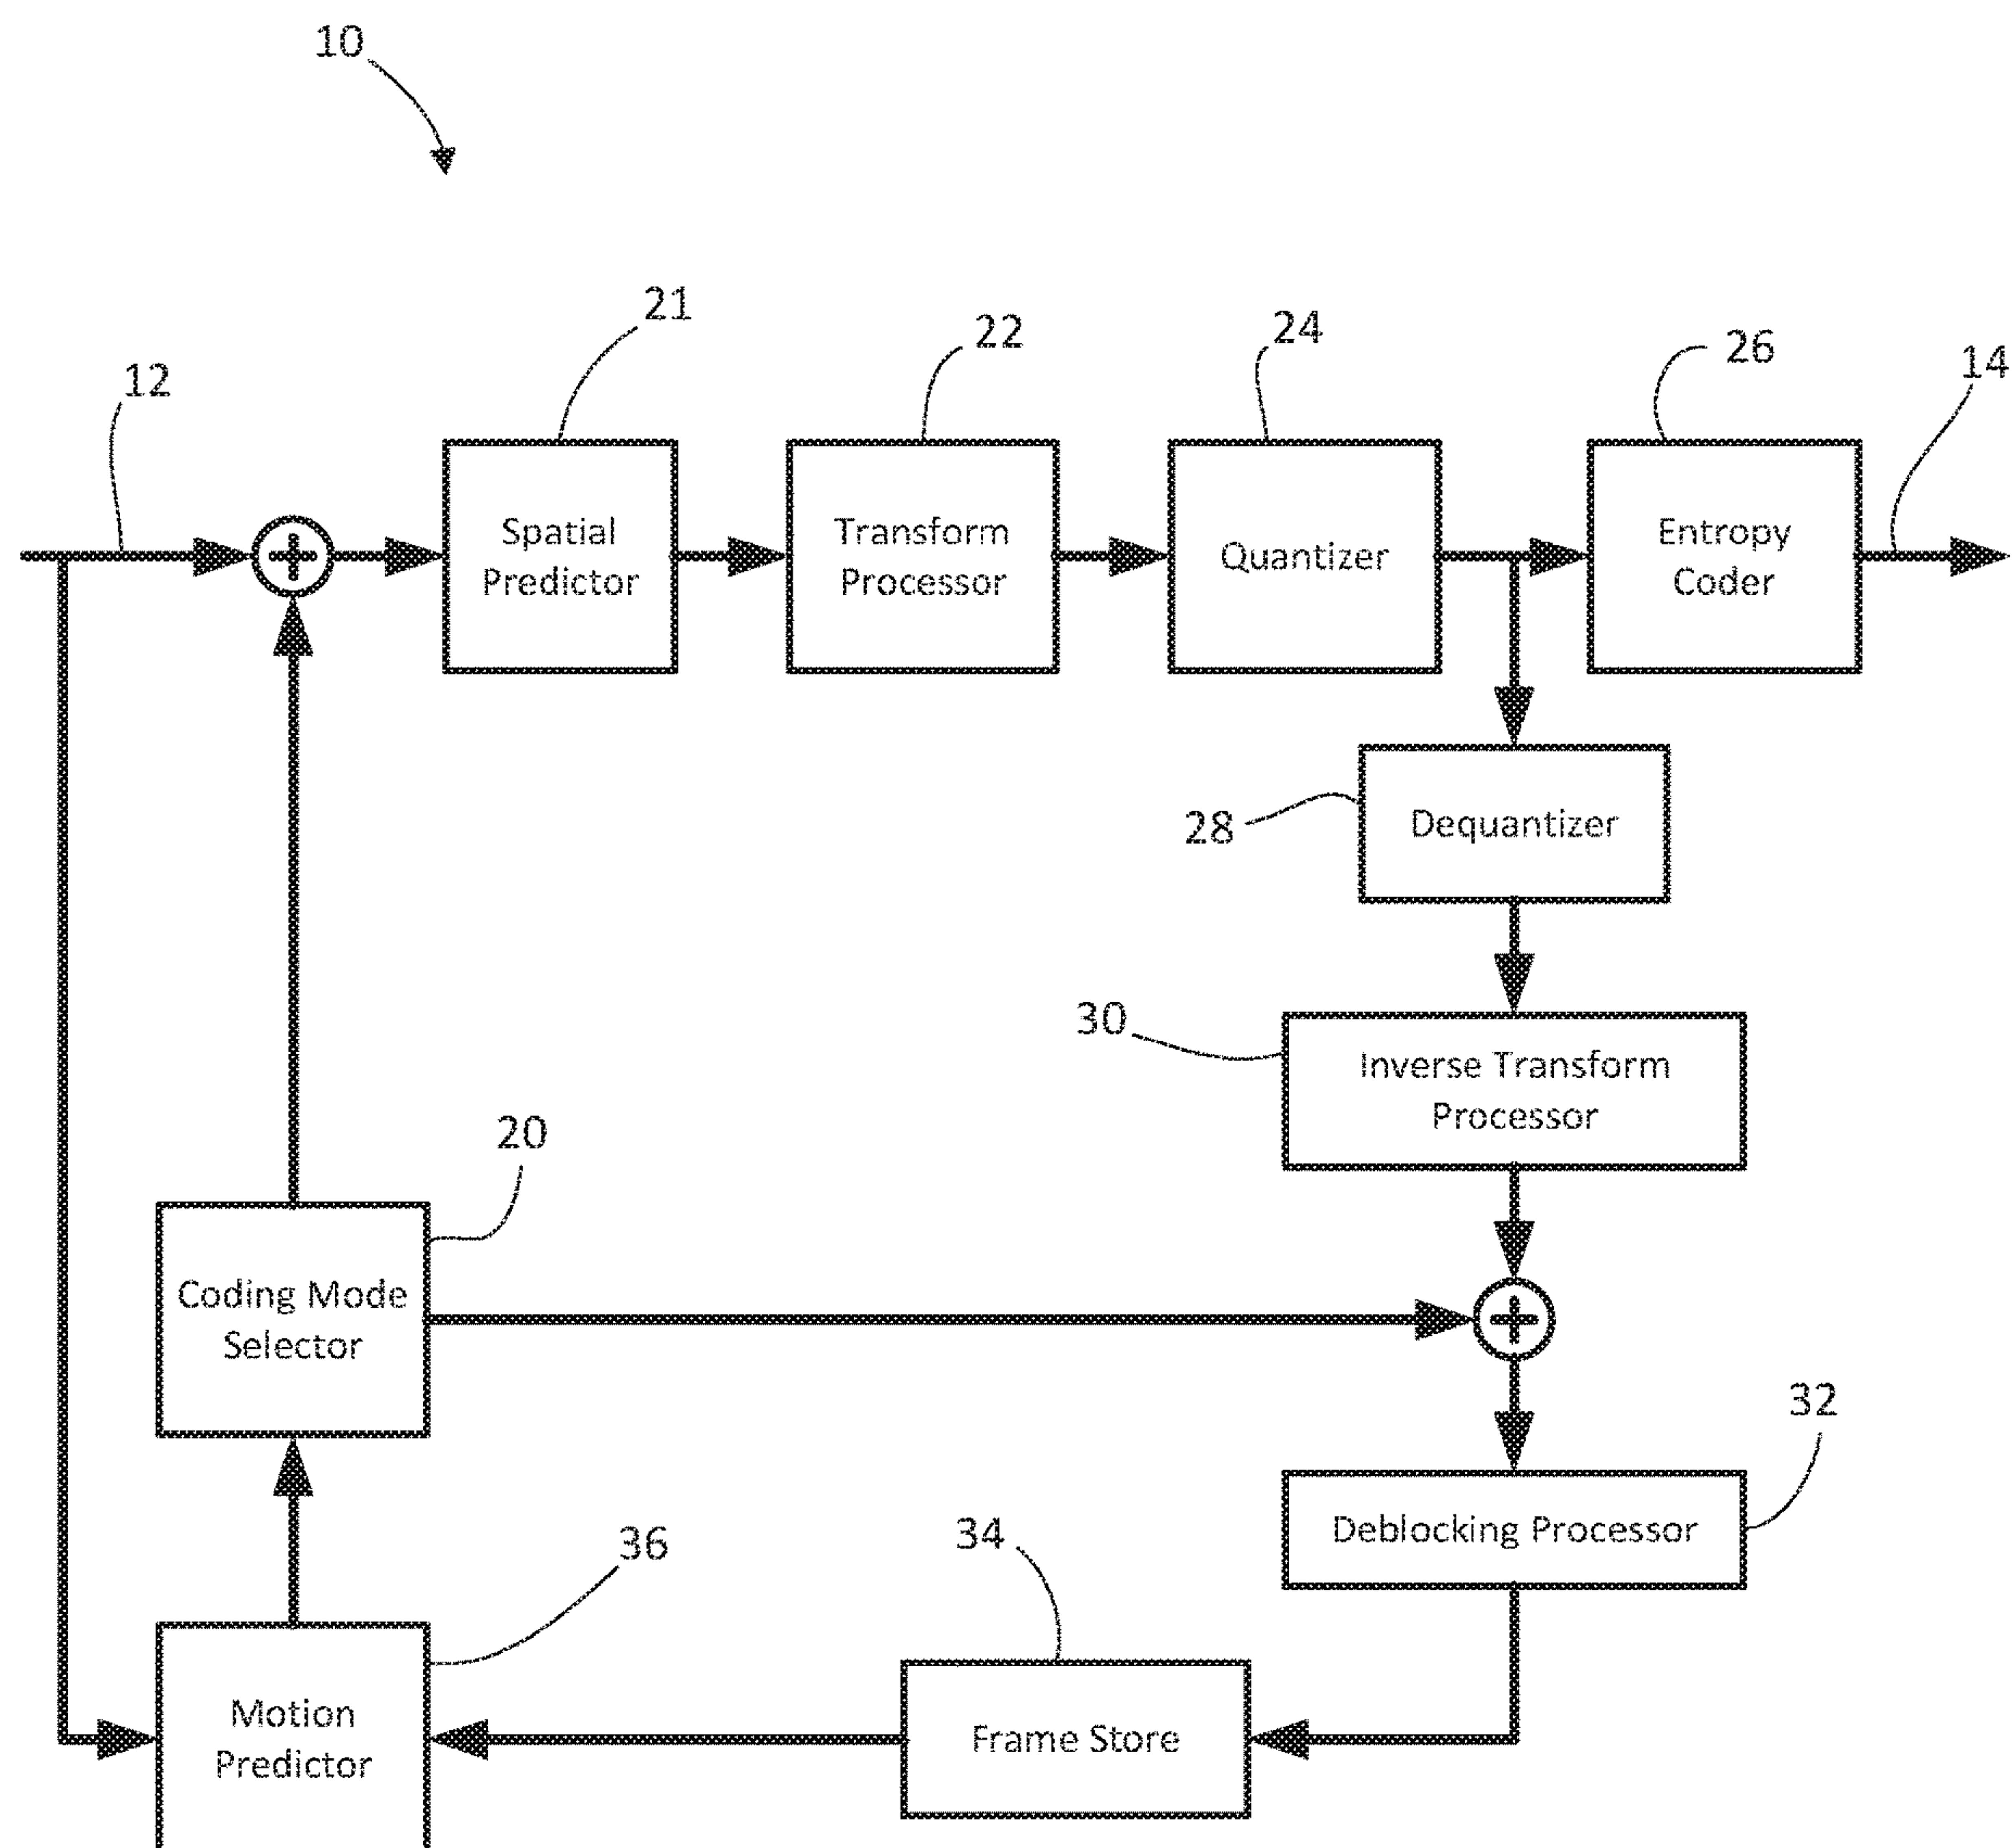 10
21
22
24
26
14
12
Spatial
Predictor
Transform
Processor
Quantizer
Entropy
Coder
28
Dequantizer
30
Inverse Transform
Processor
20
Coding Mode
Selector
32
Deblocking Processor
36
34
Motion
Predictor
Frame Store